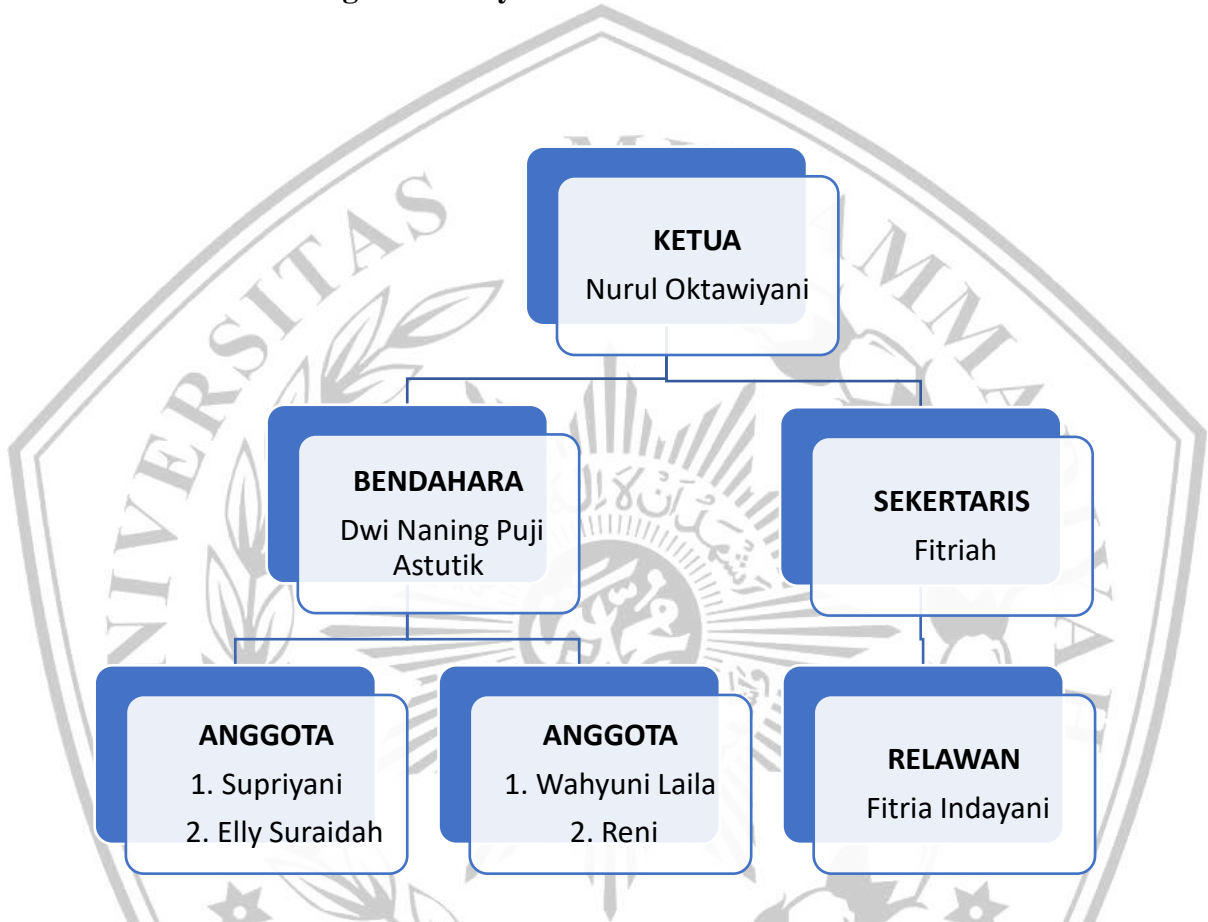 KETUA
Nurul Oktawiyani
BENDAHARA
Dwi Naning Puji
Astutik
SEKERTARIS
Fitriah
ANGGOTA
1. Supriyani
2. Elly Suraidah
ANGGOTA
1. Wahyuni Laila
2. Reni
RELAWAN
Fitria Indayani